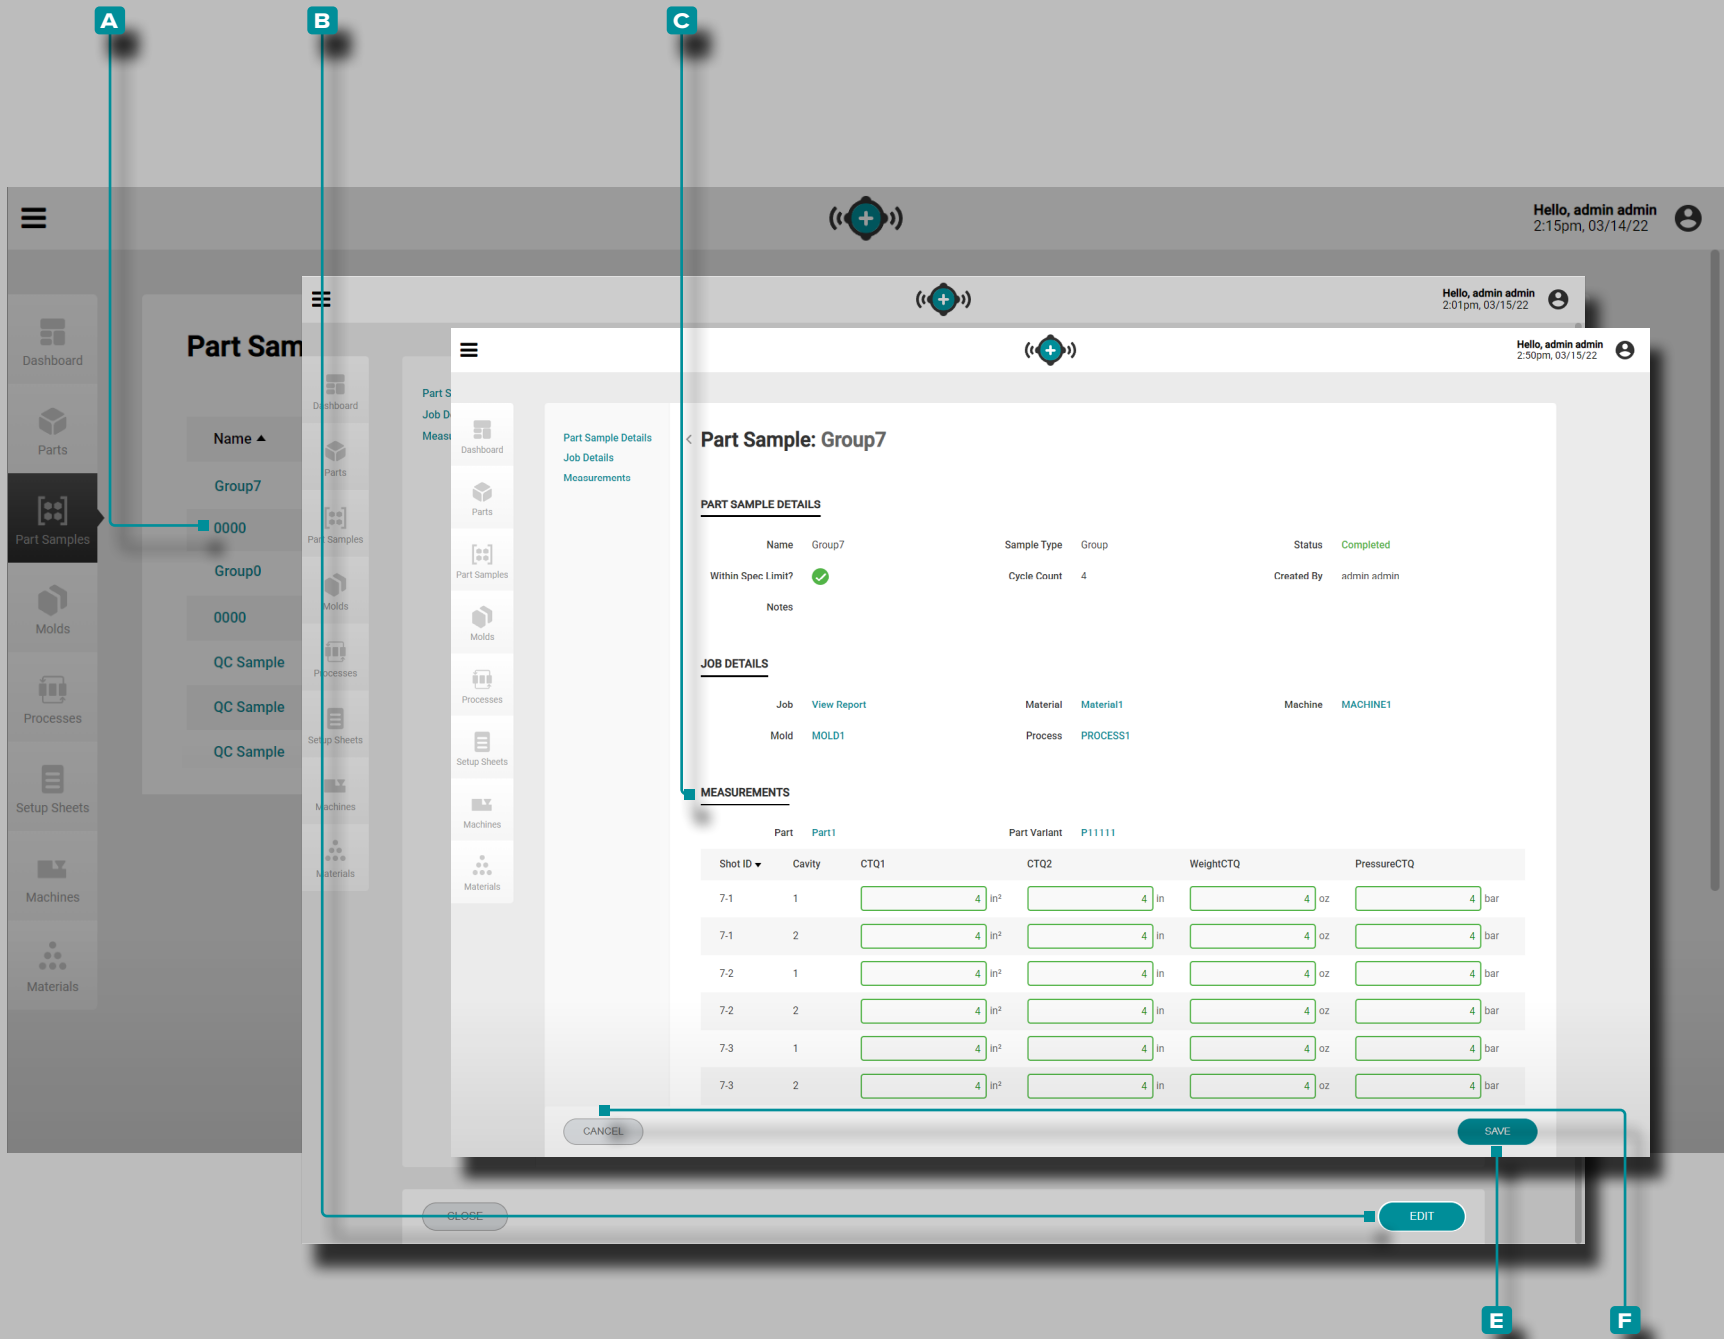 A
B
C
Hello, admin admin
2:15pm, 03/14/22
Dashboard
Parts
Part Samples
Molds
Processes
Setup Sheets
Machines
Materials
Part Sam
Name
Group7
0000
Group0
0000
QC Sample
QC Sample
QC Sample
Hello, admin admin
2:01pm, 03/15/22
Dashboard
Parts
Part Samples
Molds
Processes
Setup Sheets
Machines
Materials
Part S
Job D
Measu
CLOSE
EDIT
Hello, admin admin
2:50pm, 03/15/22
Dashboard
Parts
Part Samples
Molds
Processes
Setup Sheets
Machines
Materials
Part Sample Details
Job Details
Measurements
< Part Sample: Group7
PART SAMPLE DETAILS
Name Group7 Sample Type Group Status Completed
Within Spec Limit? Cycle Count 4 Created By admin admin
Notes
JOB DETAILS
Job View Report Material Material1 Machine MACHINE1
Mold MOLD1 Process PROCESS1
MEASUREMENTS
Part Part1 Part Variant P11111
Shot ID Cavity CTQ1 CTQ2 WeightCTQ PressureCTQ
7-1 1 4 in² 4 in 4 oz 4 bar
7-1 2 4 in² 4 in 4 oz 4 bar
7-2 1 4 in² 4 in 4 oz 4 bar
7-2 2 4 in² 4 in 4 oz 4 bar
7-3 1 4 in² 4 in 4 oz 4 bar
7-3 2 4 in² 4 in 4 oz 4 bar
CANCEL
SAVE
E
F